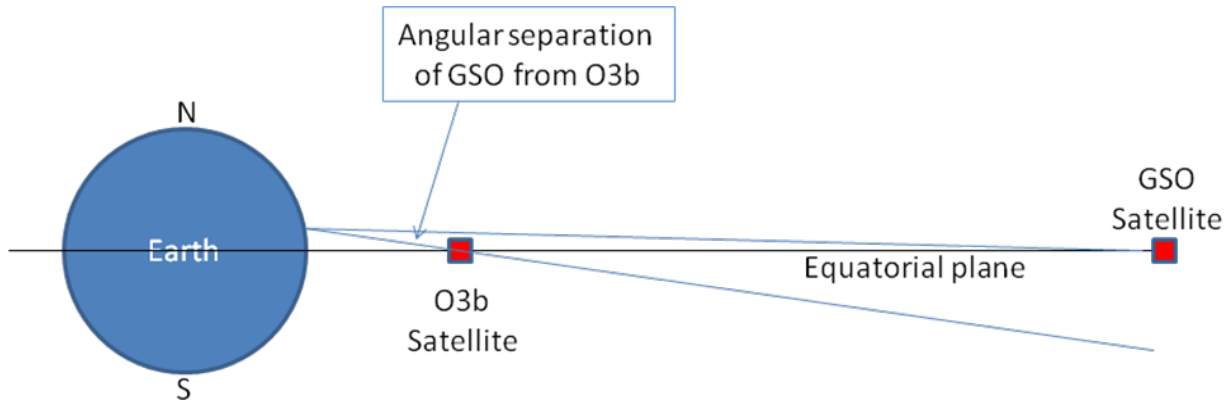 Angular separation
of GSO from O3b
N
GSO
Satellite
Earth
Equatorial plane
O3b
Satellite
S